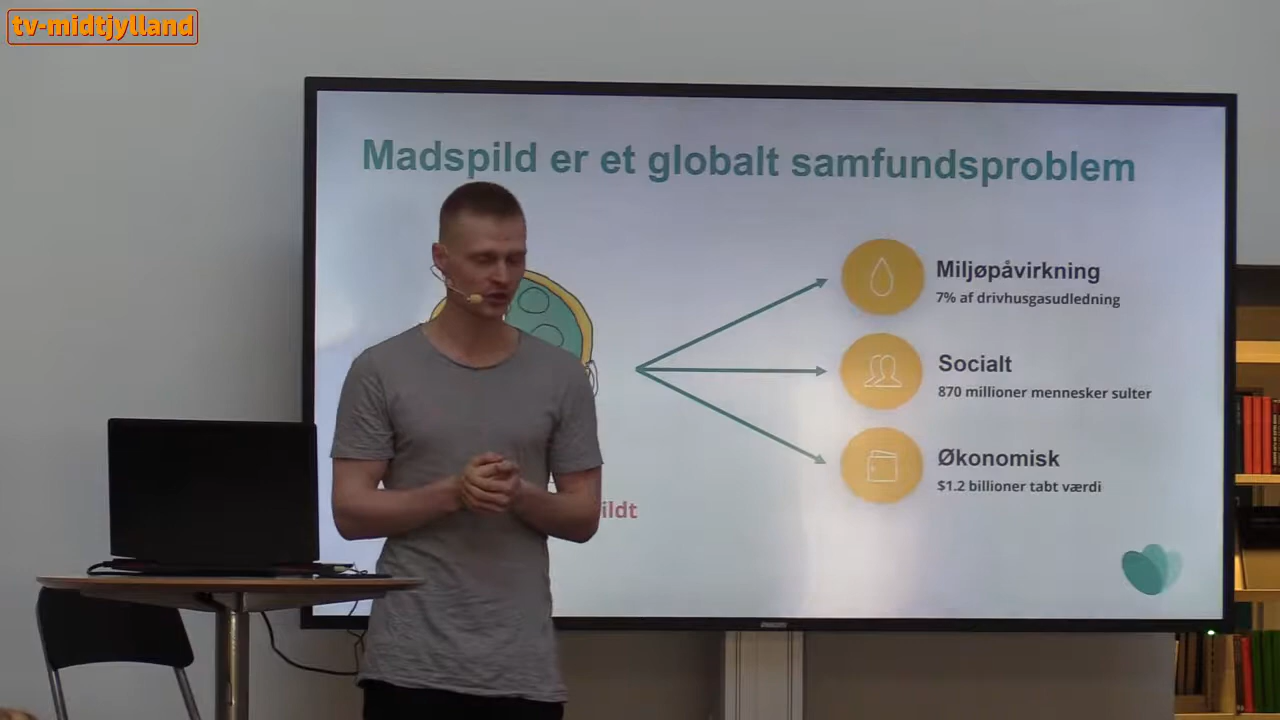 tv-midtjylland
Madspild er et globalt samfundsproblem
Miljøpåvirkning
7% af drivhusgasudledning
Socialt
870 millioner mennesker sulter
Økonomisk
$1.2 billioner tabt værdi